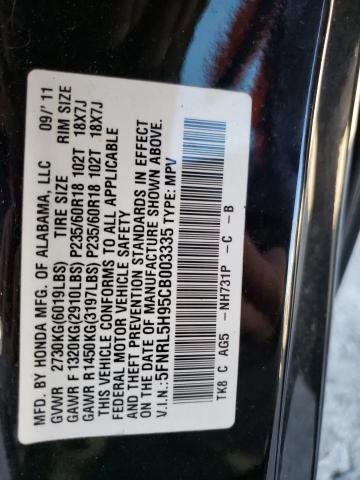 MFD. BY HONDA MFG. OF ALABAMA, LLC 09/'11
GVWR 2730KG(6019LBS) TIRE SIZE RIM SIZE
GAWR F 1320KG(2910LBS) P235/60R18 102T 18X7J
GAWR R 1450KG(3197LBS) P235/60R18 102T 18X7J
THIS VEHICLE CONFORMS TO ALL APPLICABLE
FEDERAL MOTOR VEHICLE SAFETY
AND THEFT PREVENTION STANDARDS IN EFFECT
ON THE DATE OF MANUFACTURE SHOWN ABOVE.
V.I.N.: 5FNRL5H95CB003335 TYPE: MPV
TK8 C AG5 -NH731P -C -B